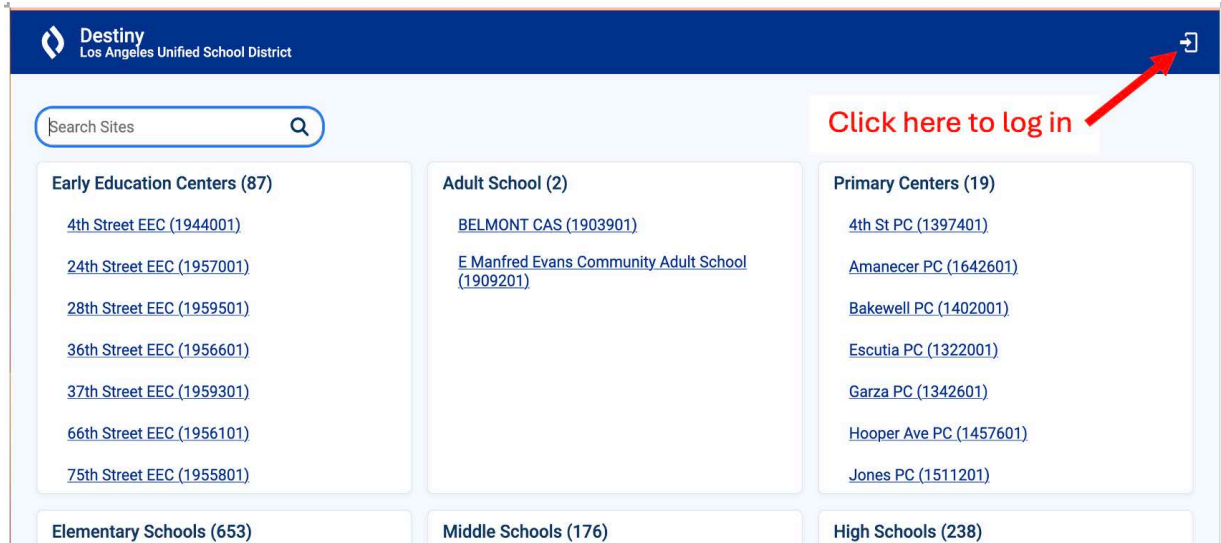 Destiny
Los Angeles Unified School District
Search Sites
Click here to log in
Early Education Centers (87)
4th Street EEC (1944001)
24th Street EEC (1957001)
28th Street EEC (1959501)
36th Street EEC (1956601)
37th Street EEC (1959301)
66th Street EEC (1956101)
75th Street EEC (1955801)
Adult School (2)
BELMONT CAS (1903901)
E Manfred Evans Community Adult School
(1909201)
Primary Centers (19)
4th St PC (1397401)
Amanecer PC (1642601)
Bakewell PC (1402001)
Escutia PC (1322001)
Garza PC (1342601)
Hooper Ave PC (1457601)
Jones PC (1511201)
Elementary Schools (653)
Middle Schools (176)
High Schools (238)